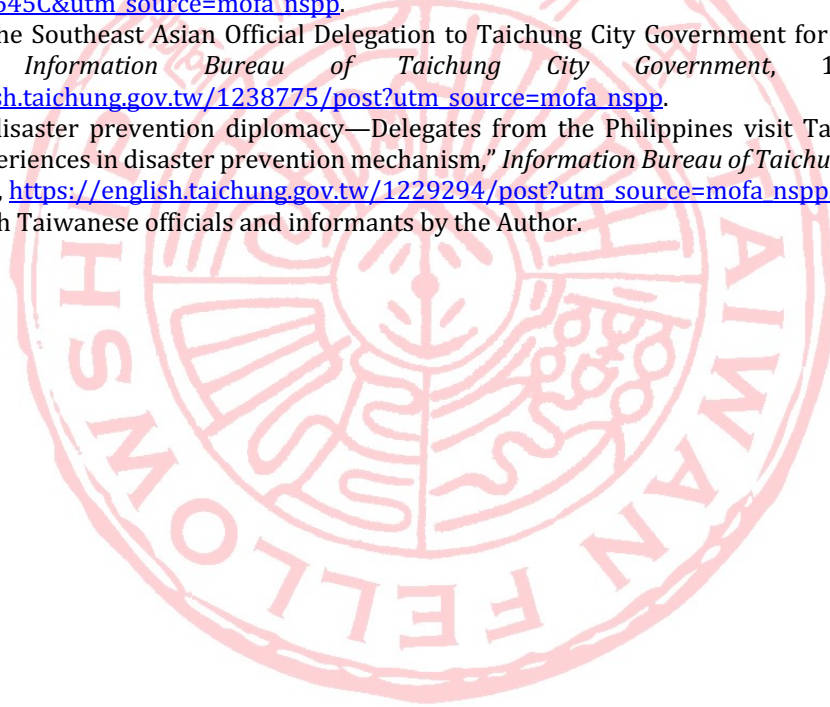 545C&utm_source=mofa_nspp.
he Southeast Asian Official Delegation to Taichung City Government for
Information Bureau of Taichung City Government, 1
sh.taichung.gov.tw/1238775/post?utm_source=mofa_nspp.
disaster prevention diplomacy—Delegates from the Philippines visit Ta
eriences in disaster prevention mechanism,” Information Bureau of Taichu
, https://english.taichung.gov.tw/1229294/post?utm_source=mofa_nspp
h Taiwanese officials and informants by the Author.
TAIWAN FELLOWSHIP